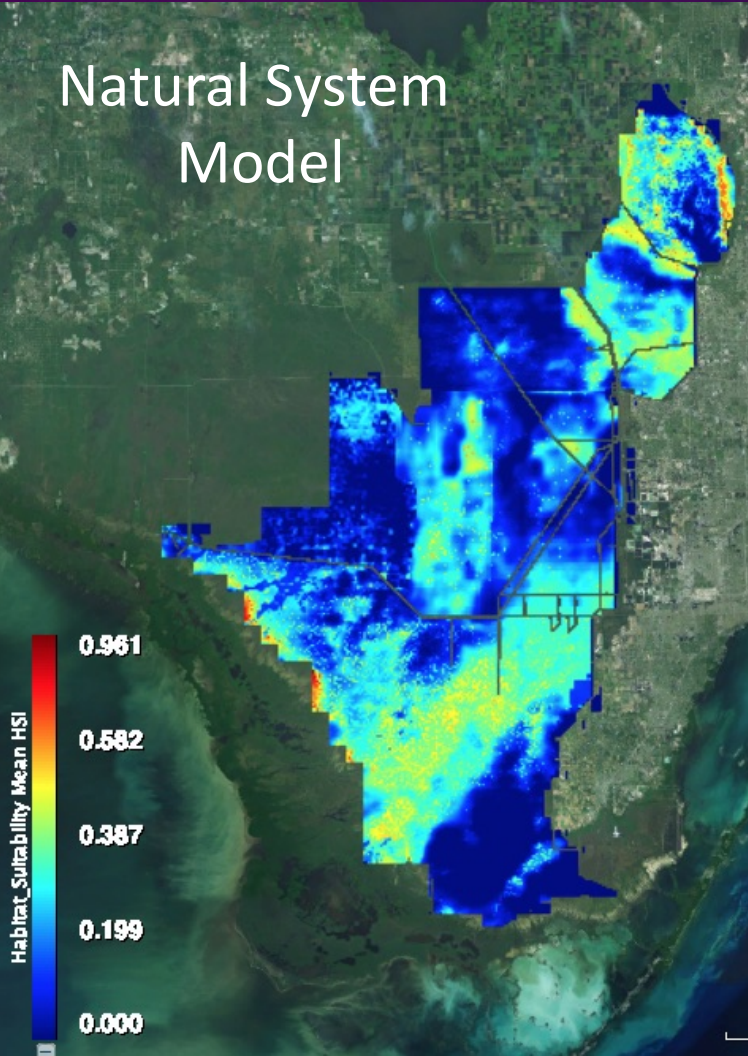 Natural System
Model
0.961
0.582
0.387
0.199
0.000
Habitat_Suitability Mean HSI